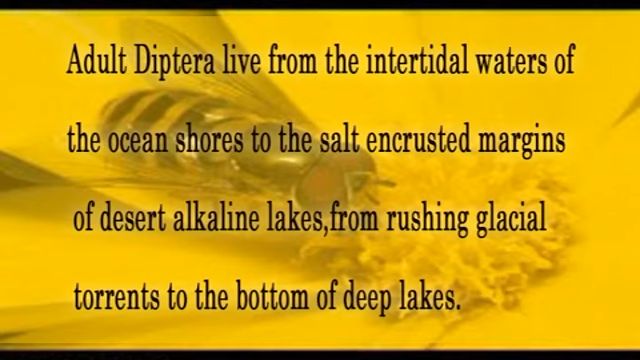 Adult Diptera live from the intertidal waters of
the ocean shores to the salt encrusted margins
of desert alkaline lakes,from rushing glacial
torrents to the bottom of deep lakes.